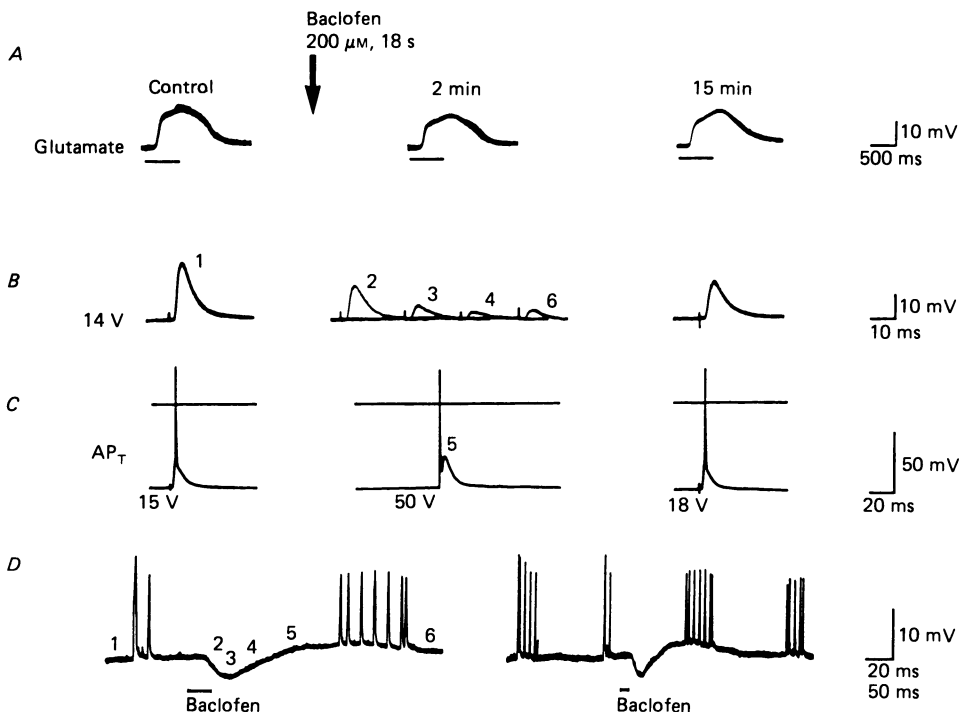 Baclofen
200 μM, 18 s
A
Control
2 min
15 min
Glutamate
10 mV
500 ms
B
1
2
3
4
6
14 V
10 mV
10 ms
C
AP_T
5
15 V
50 V
18 V
50 mV
20 ms
D
1
2
3
4
5
6
10 mV
20 ms
50 ms
Baclofen
Baclofen